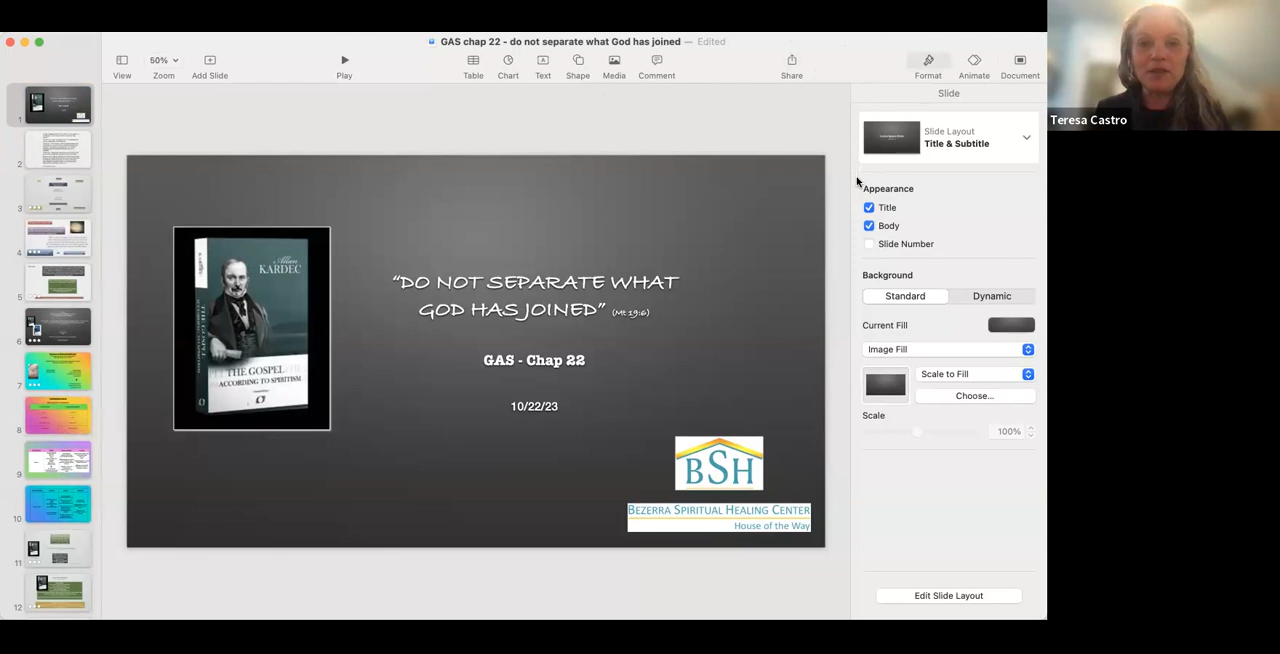 GAS chap 22 - do not separate what God has joined — Edited
View
50%
Zoom
Add Slide
Play
Table
Chart
Text
Shape
Media
Comment
Share
Format
Animate
Document
Slide
Slide Layout
Title & Subtitle
Appearance
Title
Body
Slide Number
Background
Standard
Dynamic
Current Fill
Image Fill
Scale to Fill
Choose...
Scale
100%
Edit Slide Layout
1
2
3
4
5
6
7
8
9
10
11
12
Allan
KARDEC
THE GOSPEL
ACCORDING TO SPIRITISM
“DO NOT SEPARATE WHAT
GOD HAS JOINED” (Mt 19:6)
GAS - Chap 22
10/22/23
BSH
BEZERRA SPIRITUAL HEALING CENTER
House of the Way
Teresa Castro